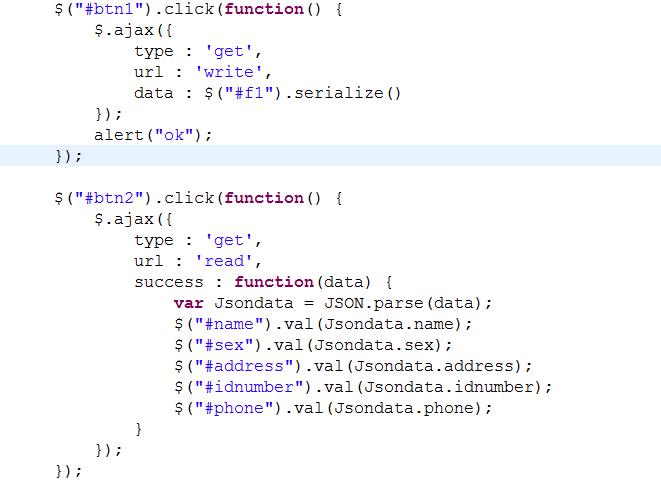 $("#btn1").click(function() {
$.ajax({
type : 'get',
url : 'write',
data : $("#f1").serialize()
});
alert("ok");
});
$("#btn2").click(function() {
$.ajax({
type : 'get',
url : 'read',
success : function(data) {
var Jsondata = JSON.parse(data);
$("#name").val(Jsondata.name);
$("#sex").val(Jsondata.sex);
$("#address").val(Jsondata.address);
$("#idnumber").val(Jsondata.idnumber);
$("#phone").val(Jsondata.phone);
}
});
});